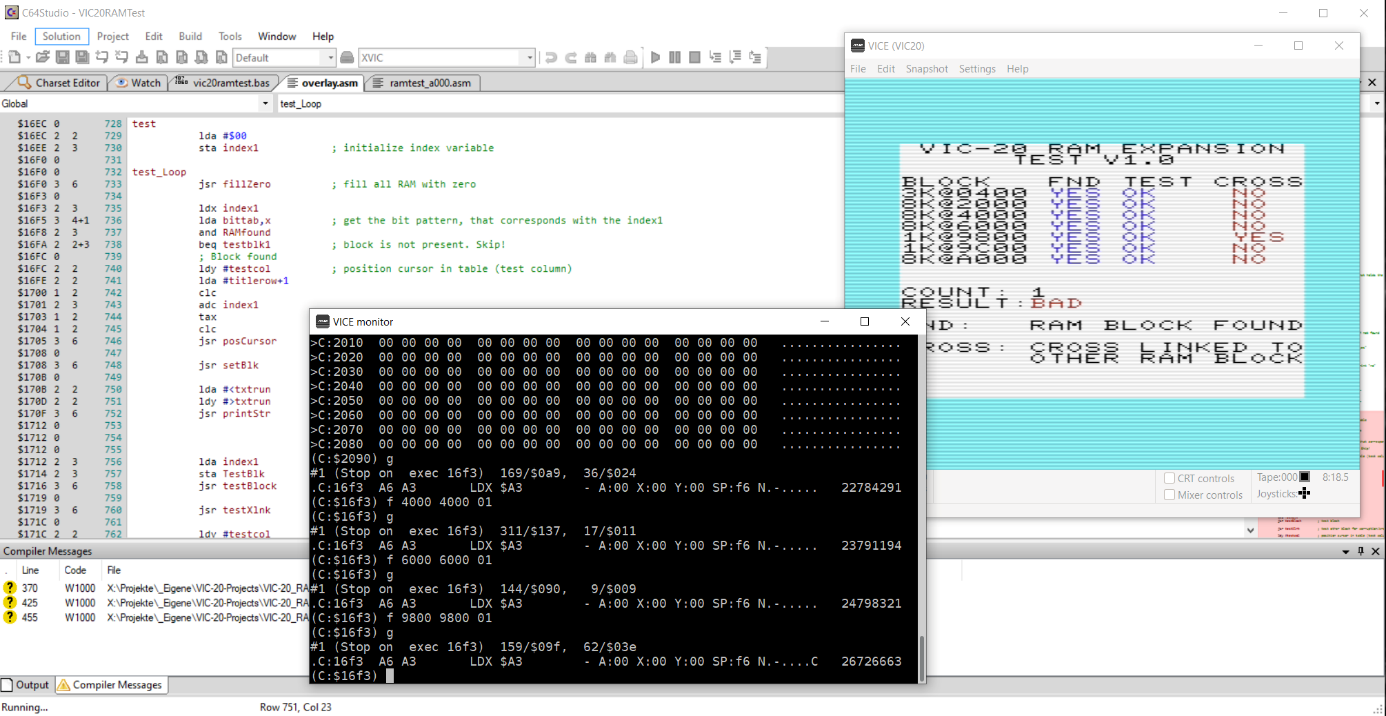 C64Studio - VIC20RAMTest
File Solution Project Edit Build Tools Window Help
Default XVIC
Charset Editor Watch vic20ramtest.bas overlay.asm ramtest_a000.asm
Global test_Loop
$16EC 0 728 test
$16EC 2 2 729 lda #$00
$16EE 2 3 730 sta index1 ; initialize index variable
$16F0 0 731
$16F0 0 732 test_Loop
$16F0 3 6 733 jsr fillZero ; fill all RAM with zero
$16F3 0 734
$16F3 2 3 735 ldx index1
$16F5 3 4+1 736 lda bittab,x ; get the bit pattern, that corresponds with the index1
$16F8 2 3 737 and RAMfound
$16FA 2 2+3 738 beq testblk1 ; block is not present. Skip!
$16FC 0 739 ; Block found
$16FC 2 2 740 ldy #testcol ; position cursor in table (test column)
$16FE 2 2 741 lda #titlerow+1
$1700 1 2 742 clc
$1701 2 3 743 adc index1
$1703 1 2 744 tax
$1704 1 2 745 clc
$1705 3 6 746 jsr posCursor
$1708 0 747
$1708 3 6 748 jsr setBlk
$170B 0 749
$170B 2 2 750 lda #<txtrun
$170D 2 2 751 ldy #>txtrun
$170F 3 6 752 jsr printStr
$1712 0 753
$1712 0 754
$1712 0 755
$1712 2 3 756 lda index1
$1714 2 3 757 sta TestBlk
$1716 3 6 758 jsr testBlock
$1719 0 759
$1719 3 6 760 jsr testXlnk
$171C 0 761
$171C 2 2 762 ldy #testcol
VICE (VIC20)
File Edit Snapshot Settings Help
VIC-20 RAM EXPANSION
TEST V1.0
BLOCK FND TEST CROSS
3K@0400 YES OK NO
8K@2000 YES OK NO
8K@4000 YES OK NO
8K@6000 YES OK NO
1K@9800 YES OK YES
1K@9C00 YES OK NO
8K@A000 YES OK NO
COUNT: 1
RESULT:BAD
ND: RAM BLOCK FOUND
ROSS: CROSS LINKED TO
OTHER RAM BLOCK
CRT controls
Mixer controls
Tape:000 8:18.5
Joysticks:
VICE monitor
>C:2010 00 00 00 00 00 00 00 00 00 00 00 00 00 00 00 00 ................
>C:2020 00 00 00 00 00 00 00 00 00 00 00 00 00 00 00 00 ................
>C:2030 00 00 00 00 00 00 00 00 00 00 00 00 00 00 00 00 ................
>C:2040 00 00 00 00 00 00 00 00 00 00 00 00 00 00 00 00 ................
>C:2050 00 00 00 00 00 00 00 00 00 00 00 00 00 00 00 00 ................
>C:2060 00 00 00 00 00 00 00 00 00 00 00 00 00 00 00 00 ................
>C:2070 00 00 00 00 00 00 00 00 00 00 00 00 00 00 00 00 ................
>C:2080 00 00 00 00 00 00 00 00 00 00 00 00 00 00 00 00 ................
(C:$2090) g
#1 (Stop on exec 16f3) 169/$0a9, 36/$024
.C:16f3 A6 A3 LDX $A3 - A:00 X:00 Y:00 SP:f6 N.-..... 22784291
(C:$16f3) f 4000 4000 01
(C:$16f3) g
#1 (Stop on exec 16f3) 311/$137, 17/$011
.C:16f3 A6 A3 LDX $A3 - A:00 X:00 Y:00 SP:f6 N.-..... 23791194
(C:$16f3) f 6000 6000 01
(C:$16f3) g
#1 (Stop on exec 16f3) 144/$090, 9/$009
.C:16f3 A6 A3 LDX $A3 - A:00 X:00 Y:00 SP:f6 N.-..... 24798321
(C:$16f3) f 9800 9800 01
(C:$16f3) g
#1 (Stop on exec 16f3) 159/$09f, 62/$03e
.C:16f3 A6 A3 LDX $A3 - A:00 X:00 Y:00 SP:f6 N.-....C 26726663
(C:$16f3)
Compiler Messages
. Line Code File
370 W1000 X:\Projekte\_Eigene\VIC-20-Projects\VIC-20_RA
425 W1000 X:\Projekte\_Eigene\VIC-20-Projects\VIC-20_RA
455 W1000 X:\Projekte\_Eigene\VIC-20-Projects\VIC-20_RA
Output Compiler Messages
Running... Row 751, Col 23